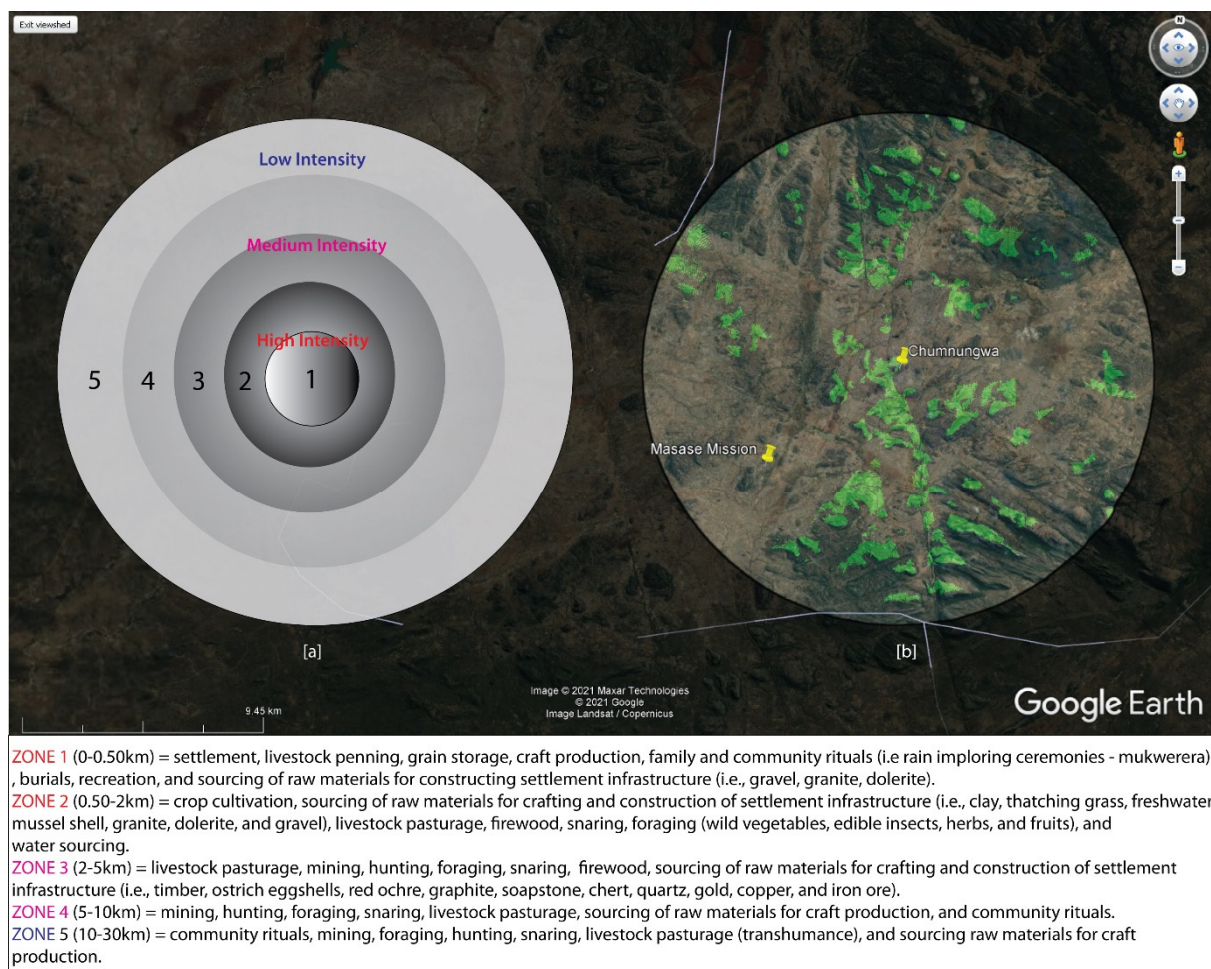 Exit viewshed
N
Low Intensity
Medium Intensity
High Intensity
5 4 3 2 1
Chumnungwa
Masase Mission
[a]
[b]
Image © 2021 Maxar Technologies
© 2021 Google
Image Landsat / Copernicus
9.45 km
Google Earth
ZONE 1 (0-0.50km) = settlement, livestock penning, grain storage, craft production, family and community rituals (i.e rain imploring ceremonies - mukwerera)
, burials, recreation, and sourcing of raw materials for constructing settlement infrastructure (i.e., gravel, granite, dolerite).
ZONE 2 (0.50-2km) = crop cultivation, sourcing of raw materials for crafting and construction of settlement infrastructure (i.e., clay, thatching grass, freshwater
mussel shell, granite, dolerite, and gravel), livestock pasturage, firewood, snaring, foraging (wild vegetables, edible insects, herbs, and fruits), and
water sourcing.
ZONE 3 (2-5km) = livestock pasturage, mining, hunting, foraging, snaring, firewood, sourcing of raw materials for crafting and construction of settlement
infrastructure (i.e., timber, ostrich eggshells, red ochre, graphite, soapstone, chert, quartz, gold, copper, and iron ore).
ZONE 4 (5-10km) = mining, hunting, foraging, snaring, livestock pasturage, sourcing of raw materials for craft production, and community rituals.
ZONE 5 (10-30km) = community rituals, mining, foraging, hunting, snaring, livestock pasturage (transhumance), and sourcing raw materials for craft
production.